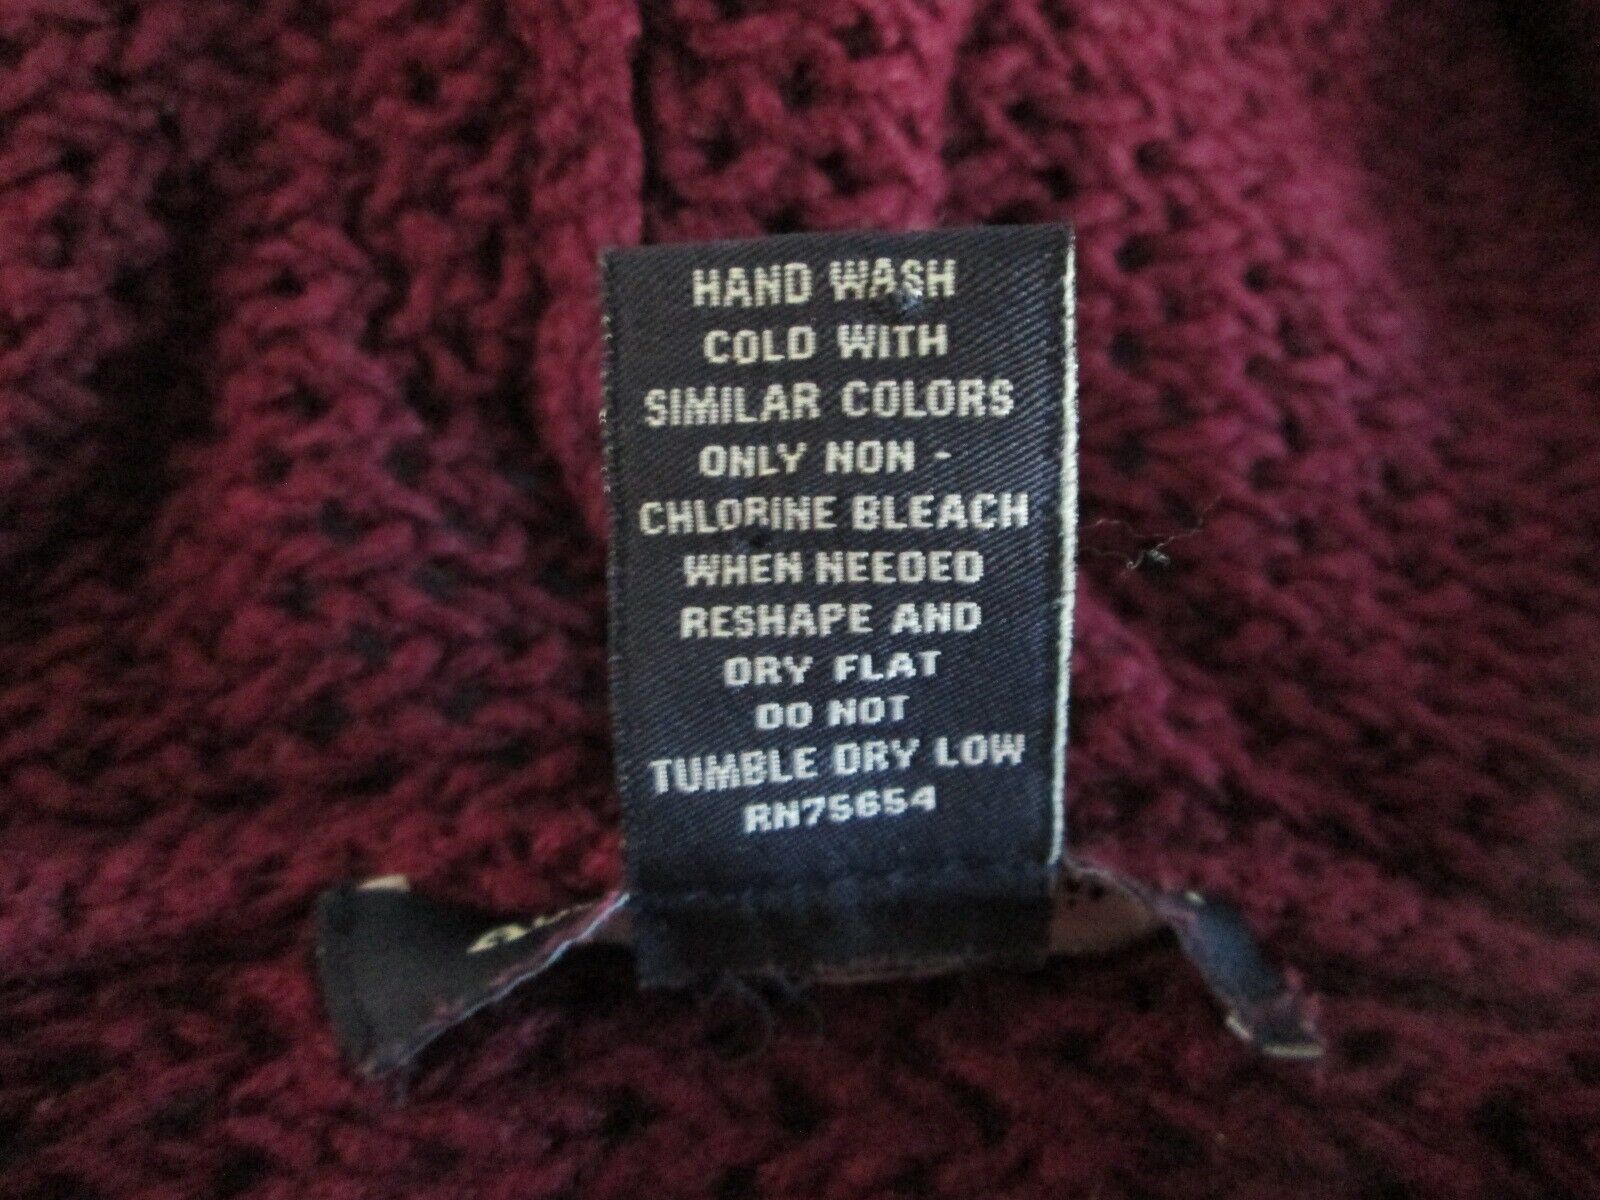 HAND WASH
COLD WITH
SIMILAR COLORS
ONLY NON -
CHLORINE BLEACH
WHEN NEEDED
RESHAPE AND
DRY FLAT
DO NOT
TUMBLE DRY LOW
RN75654